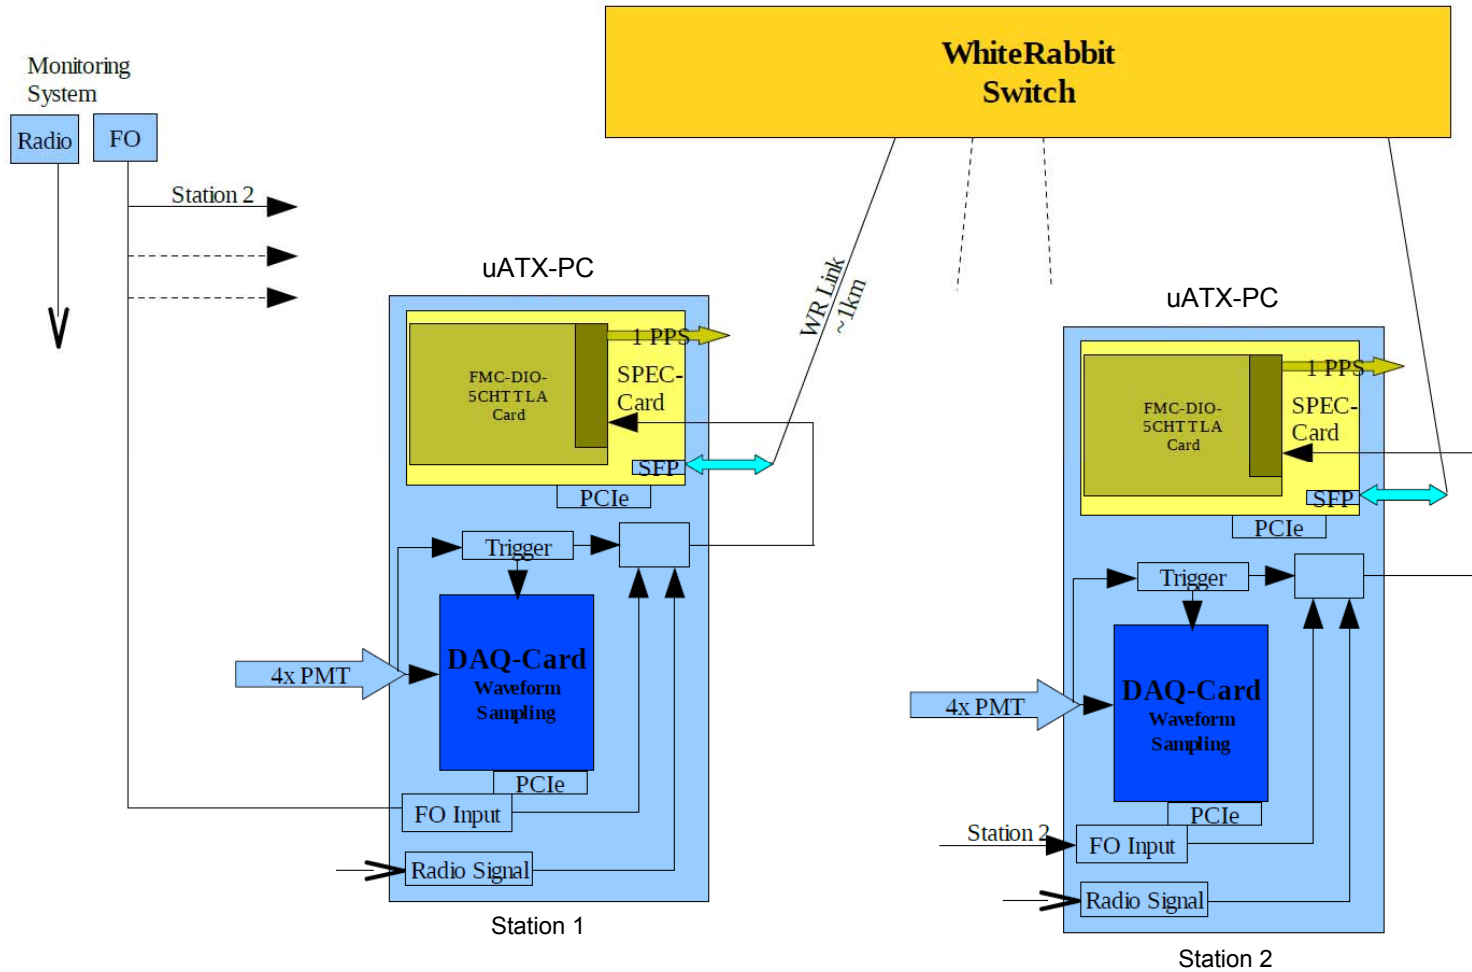 WhiteRabbit
Switch
Monitoring
System
Radio
FO
Station 2
uATX-PC
1 PPS
FMC-DIO-
5CHTTLA
Card
SPEC-
Card
SFP
PCIe
WR Link
~1km
Trigger
4x PMT
DAQ-Card
Waveform
Sampling
PCIe
FO Input
Radio Signal
Station 1
uATX-PC
1 PPS
FMC-DIO-
5CHTTLA
Card
SPEC-
Card
SFP
PCIe
Trigger
4x PMT
DAQ-Card
Waveform
Sampling
PCIe
Station 2
FO Input
Radio Signal
Station 2